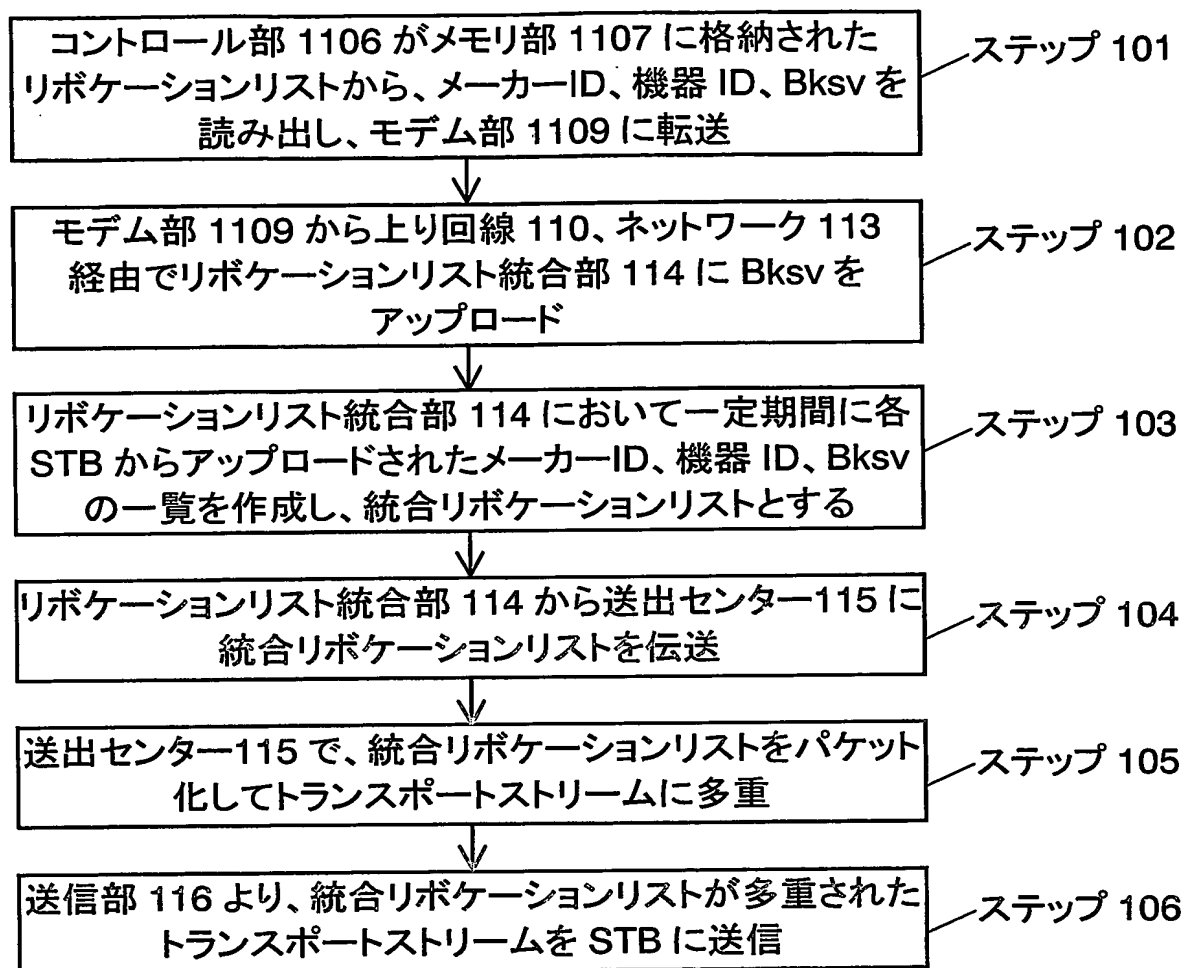 コントロール部 1106 がメモリ部 1107 に格納された
リボケーションリストから、メーカーID、機器 ID、Bksv を
読み出し、モデム部 1109 に転送
ステップ 101
モデム部 1109 から上り回線 110、ネットワーク 113
経由でリボケーションリスト統合部 114 に Bksv を
アップロード
ステップ 102
リボケーションリスト統合部 114 において一定期間に各
STB からアップロードされたメーカーID、機器 ID、Bksv
の一覧を作成し、統合リボケーションリストとする
ステップ 103
リボケーションリスト統合部 114 から送出センター115 に
統合リボケーションリストを伝送
ステップ 104
送出センター115 で、統合リボケーションリストをパケット
化してトランスポートストリームに多重
ステップ 105
送信部 116 より、統合リボケーションリストが多重された
トランスポートストリームを STB に送信
ステップ 106